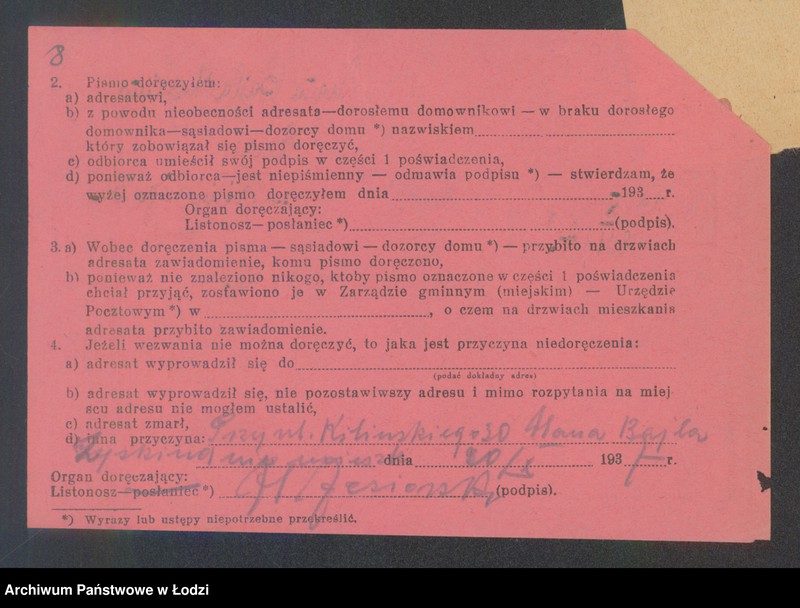 8
2. Pismo doręczyłem:
a) adresatowi,
b) z powodu nieobecności adresata—dorosłemu domownikowi — w braku dorosłego
domownika—sąsiadowi—dozorcy domu *) nazwiskiem
który zobowiązał się pismo doręczyć,
c) odbiorca umieścił swój podpis w części 1 poświadczenia,
d) ponieważ odbiorca—jest niepiśmienny — odmawia podpisu *) — stwierdzam, że
wyżej oznaczone pismo doręczyłem dnia 193 r.
Organ doręczający:
Listonosz—posłaniec *) (podpis).
3. a) Wobec doręczenia pisma — sąsiadowi — dozorcy domu *) — przybito na drzwiach
adresata zawiadomienie, komu pismo doręczono,
b) ponieważ nie znaleziono nikogo, ktoby pismo oznaczone w części 1 poświadczenia
chciał przyjąć, zostawiono je w Zarządzie gminnym (miejskim) — Urzędzie
Pocztowym *) w , o czem na drzwiach mieszkania
adresata przybito zawiadomienie.
4. Jeżeli wezwania nie można doręczyć, to jaka jest przyczyna niedoręczenia:
a) adresat wyprowadził się do
(podać dokładny adres)
b) adresat wyprowadził się, nie pozostawiwszy adresu i mimo rozpytania na miej-
scu adresu nie mogłem ustalić,
c) adresat zmarł,
d) inna przyczyna: Przy ul. Kilińskiego 30 Bajla
dnia 20/X 1937 r.
Organ doręczający:
Listonosz—posłaniec *) (podpis).
*) Wyrazy lub ustępy niepotrzebne przekreślić.
Archiwum Państwowe w Łodzi